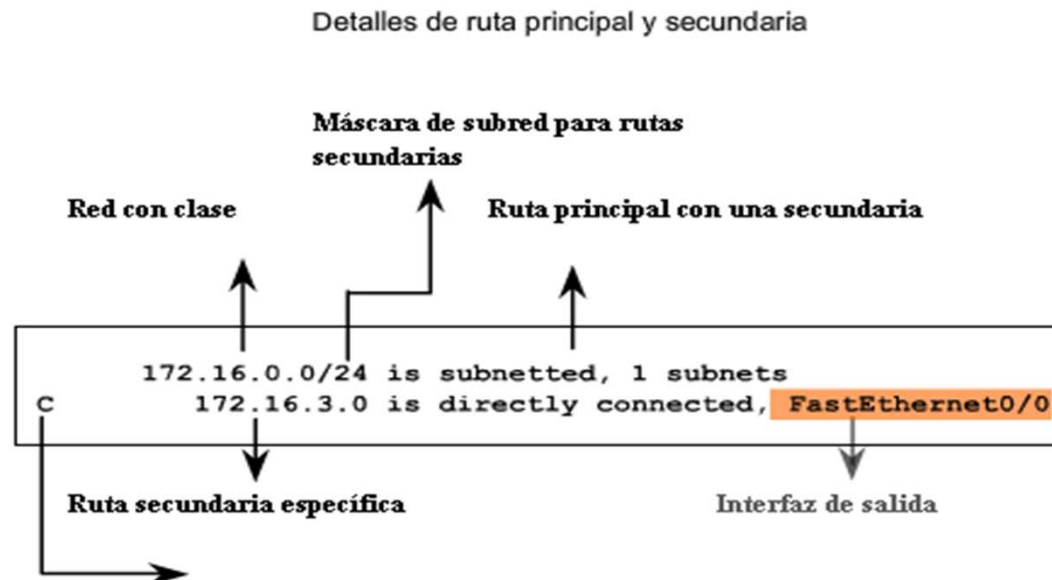 Detalles de ruta principal y secundaria
Máscara de subred para rutas
secundarias
Red con clase
Ruta principal con una secundaria
172.16.0.0/24 is subnetted, 1 subnets
C 172.16.3.0 is directly connected, FastEthernet0/0
Ruta secundaria específica
Interfaz de salida